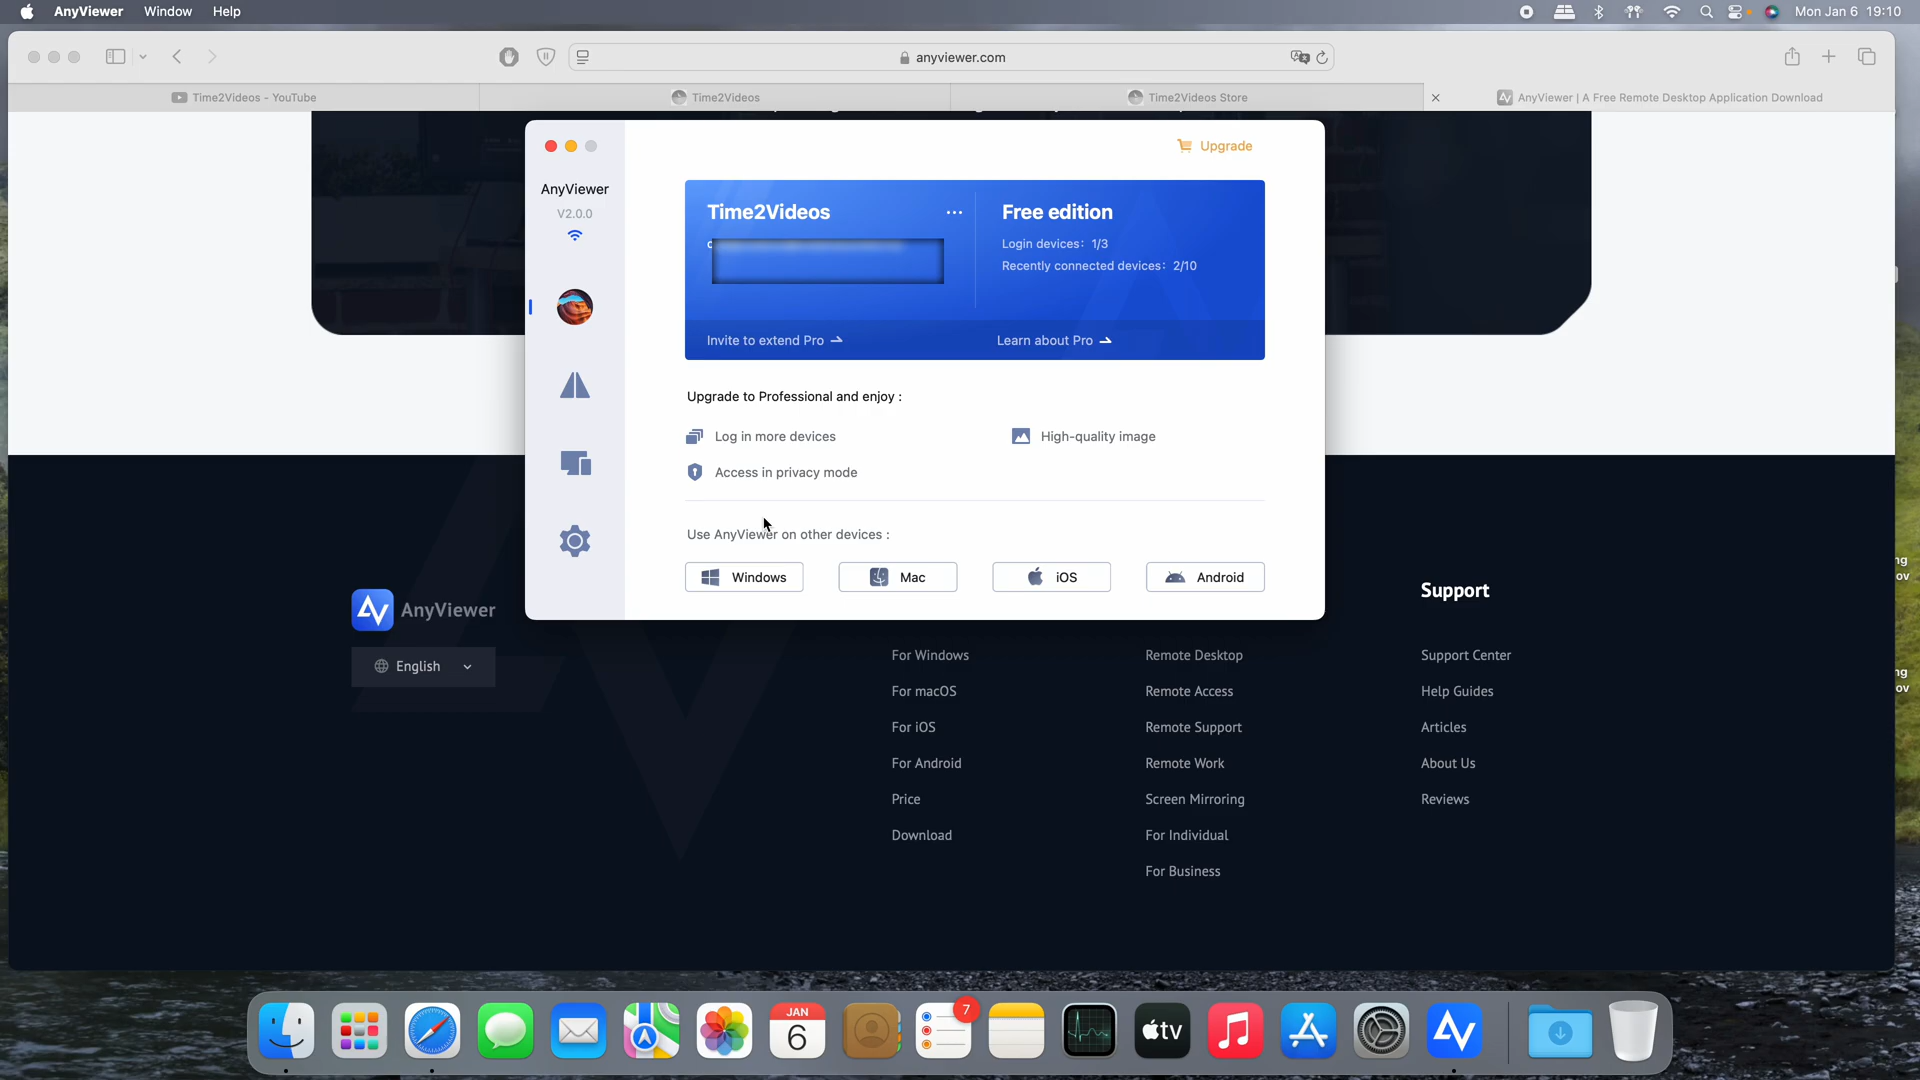 AnyViewer Window Help Mon Jan 6 19:10
anyviewer.com
Time2Videos - YouTube
Time2Videos
Time2Videos Store
AnyViewer | A Free Remote Desktop Application Download
Upgrade
AnyViewer
V2.0.0
Time2Videos
Free edition
Login devices: 1/3
Recently connected devices: 2/10
Invite to extend Pro
Learn about Pro
Upgrade to Professional and enjoy :
Log in more devices
High-quality image
Access in privacy mode
Use AnyViewer on other devices :
Windows
Mac
iOS
Android
AnyViewer
English
For Windows
For macOS
For iOS
For Android
Price
Download
Remote Desktop
Remote Access
Remote Support
Remote Work
Screen Mirroring
For Individual
For Business
Support
Support Center
Help Guides
Articles
About Us
Reviews
ng
ov
ng
ov
JAN
6
7
tv